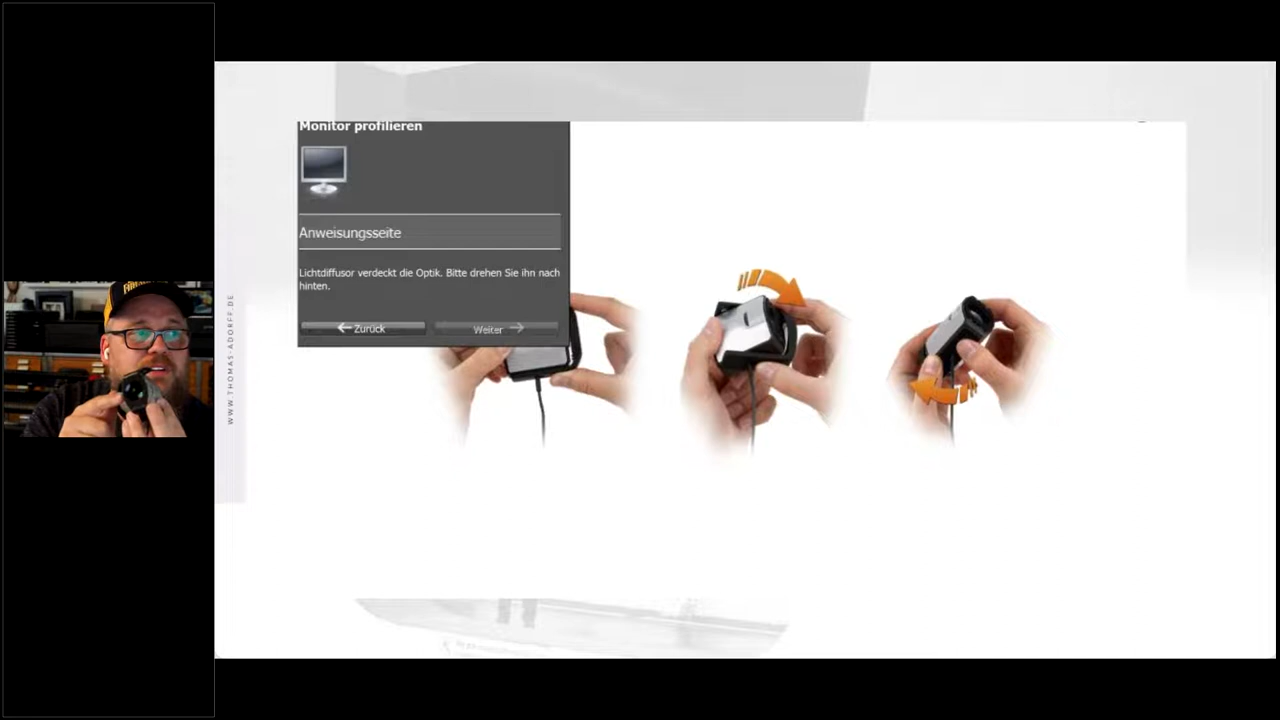 Monitor profilieren
Anweisungsseite
Lichtdiffusor verdeckt die Optik. Bitte drehen Sie ihn nach
hinten.
Zurück
Weiter
WWW.THOMAS-ADORFF.DE